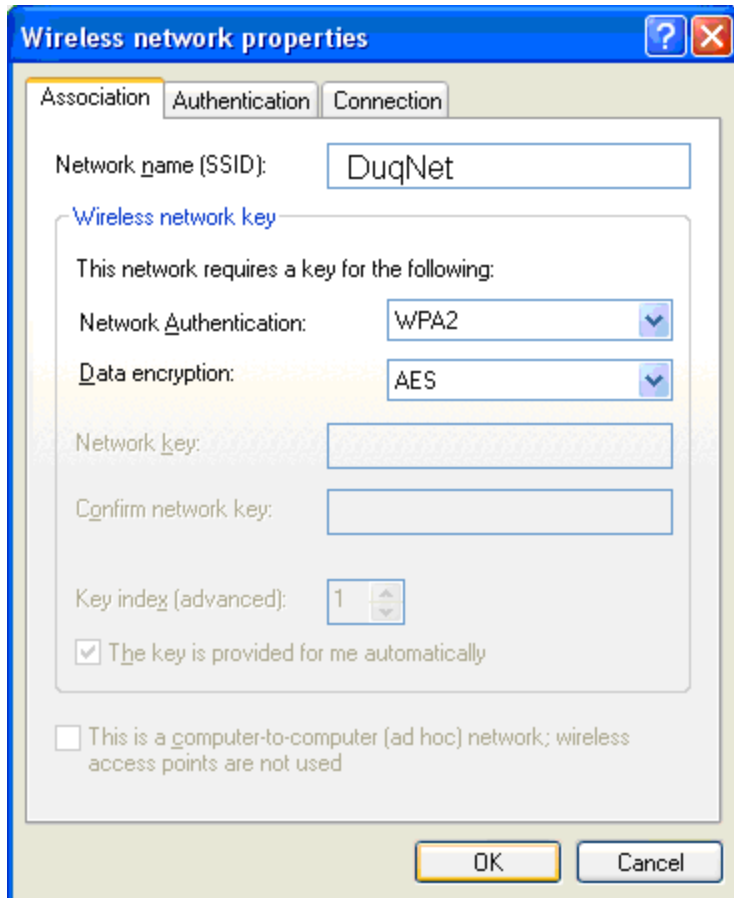 Wireless network properties
Association Authentication Connection
Network name (SSID): DuqNet
Wireless network key
This network requires a key for the following:
Network Authentication: WPA2
Data encryption: AES
Network key:
Confirm network key:
Key index (advanced): 1
The key is provided for me automatically
This is a computer-to-computer (ad hoc) network; wireless
access points are not used
OK Cancel